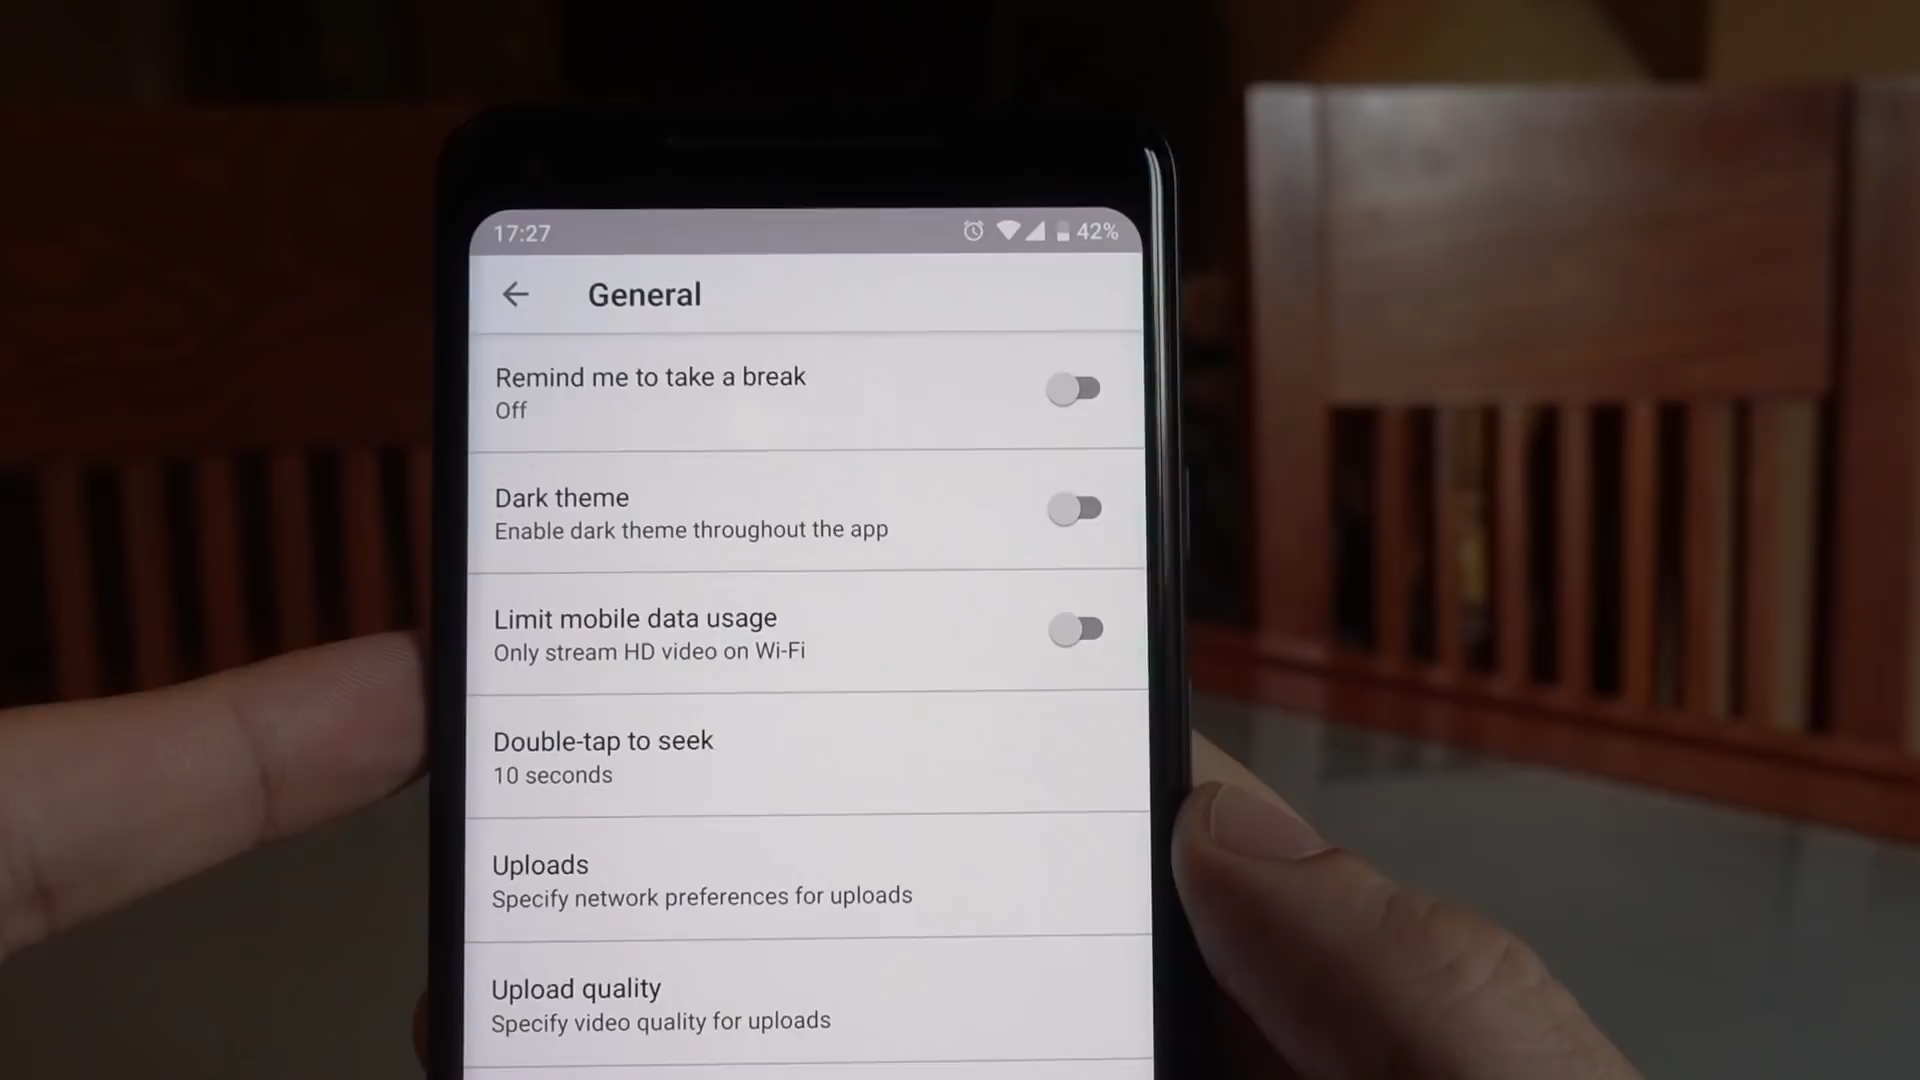 17:27 42%
General
Remind me to take a break
Off
Dark theme
Enable dark theme throughout the app
Limit mobile data usage
Only stream HD video on Wi-Fi
Double-tap to seek
10 seconds
Uploads
Specify network preferences for uploads
Upload quality
Specify video quality for uploads